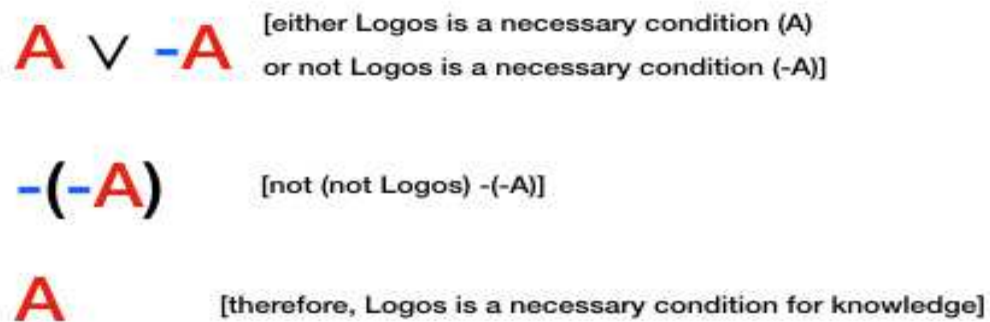 A ∨ -A [either Logos is a necessary condition (A)
or not Logos is a necessary condition (-A)]
-(-A) [not (not Logos) -(-A)]
A [therefore, Logos is a necessary condition for knowledge]